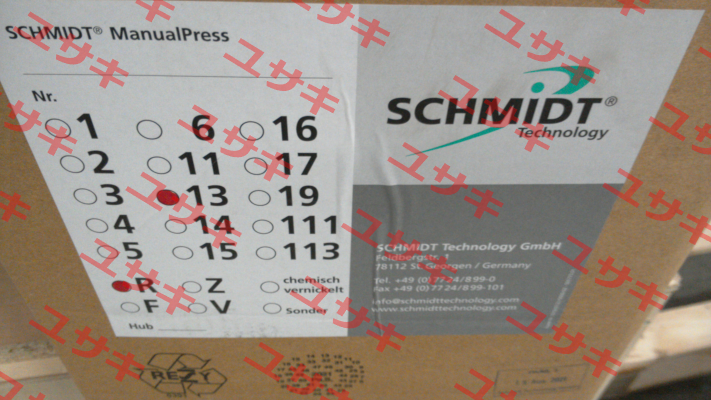 SCHMIDT® ManualPress
Nr.
1 6 16
2 11 17
3 13 19
4 14 111
5 15 113
R Z chemisch vernickelt
F V Sonder
Hub
SCHMIDT®
Technology
SCHMIDT Technology GmbH
Feldbergstr. 1
78112 St. Georgen / Germany
Tel. +49 (0)7724/899-0
fax +49 (0)7724/899-101
info@schmidttechnology.com
www.schmidttechnology.com
REZY
ユサキ